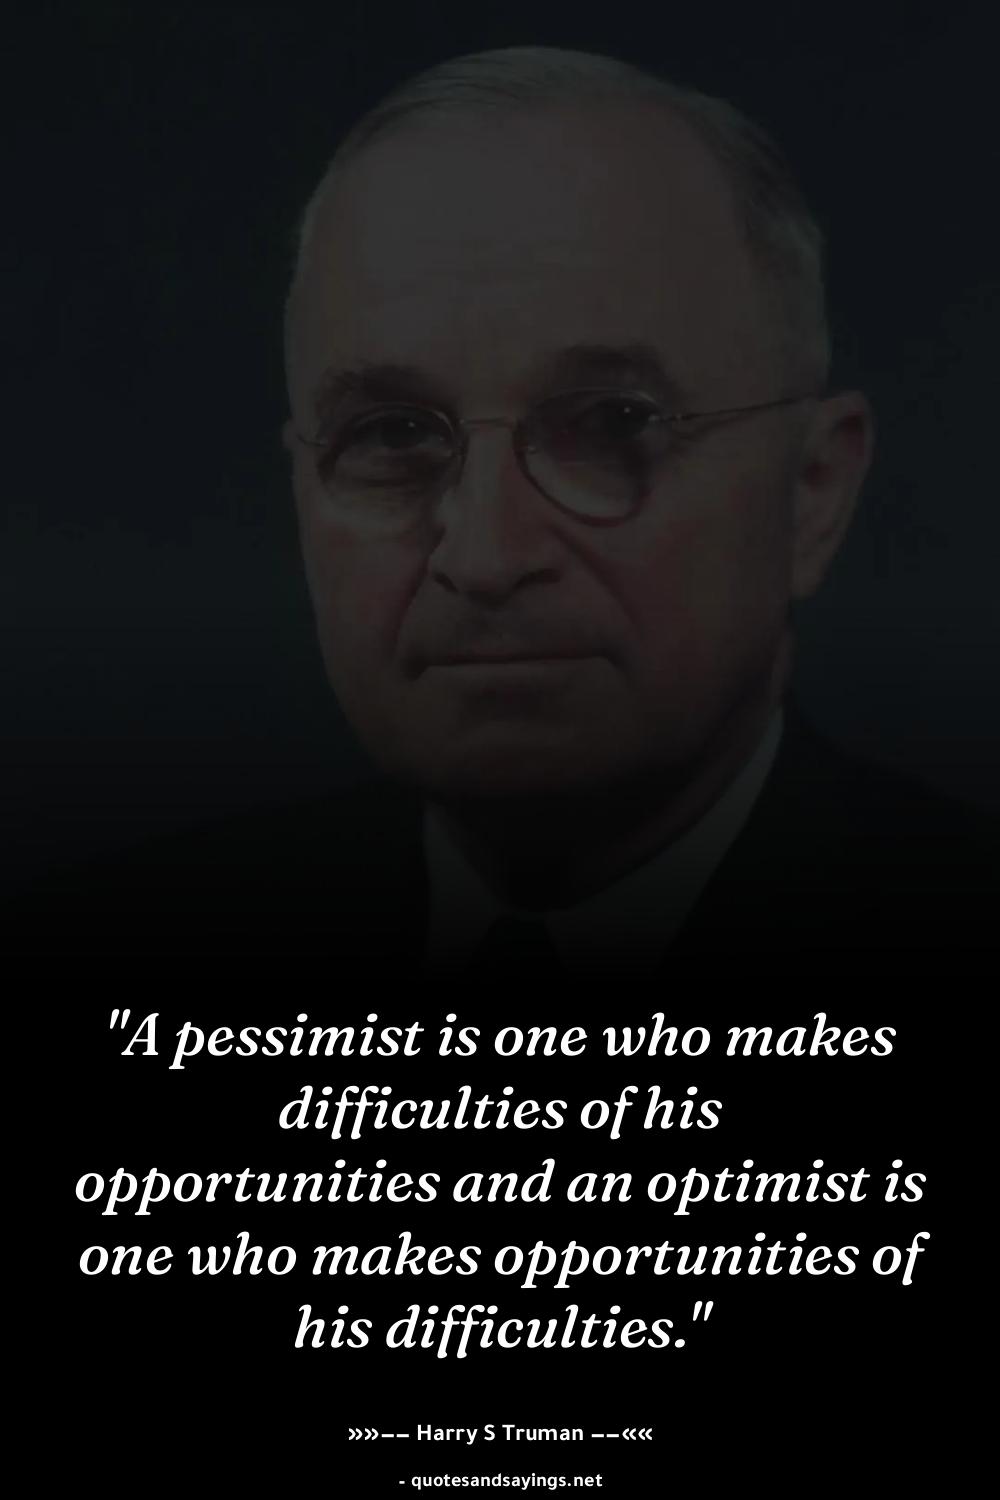 "A pessimist is one who makes
difficulties of his
opportunities and an optimist is
one who makes opportunities of
his difficulties."
»»−− Harry S Truman −−««
- quotesandsayings.net